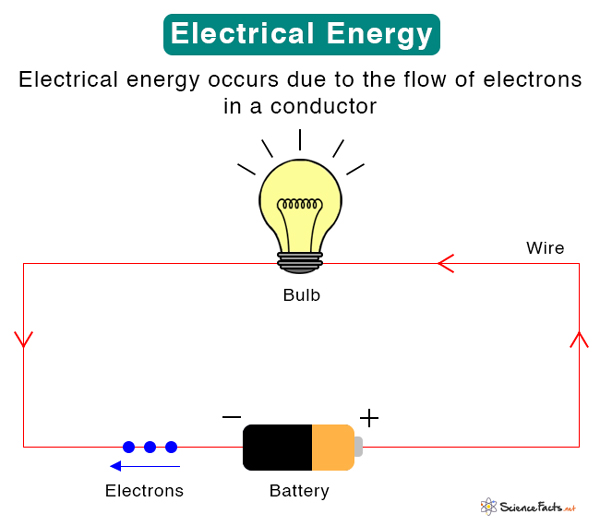 Electrical Energy
Electrical energy occurs due to the flow of electrons
in a conductor
Wire
Bulb
− +
Electrons
Battery
ScienceFacts.net